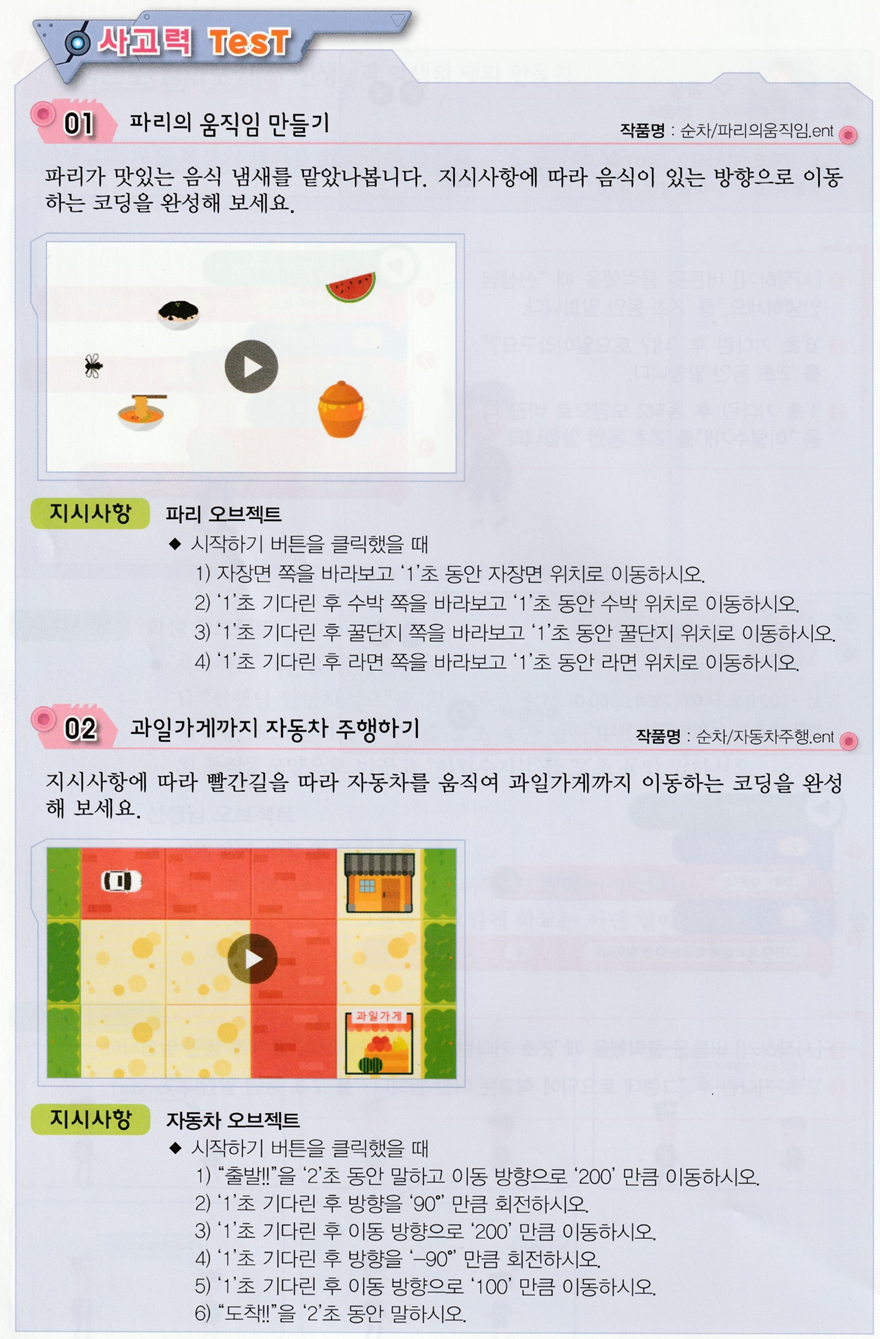 사고력 TesT
01 파리의 움직임 만들기
작품명 : 순차/파리의움직임.ent
파리가 맛있는 음식 냄새를 맡았나봅니다. 지시사항에 따라 음식이 있는 방향으로 이동
하는 코딩을 완성해 보세요.
지시사항 파리 오브젝트
◆ 시작하기 버튼을 클릭했을 때
1) 자장면 쪽을 바라보고 ‘1’초 동안 자장면 위치로 이동하시오.
2) ‘1’초 기다린 후 수박 쪽을 바라보고 ‘1’초 동안 수박 위치로 이동하시오.
3) ‘1’초 기다린 후 꿀단지 쪽을 바라보고 ‘1’초 동안 꿀단지 위치로 이동하시오.
4) ‘1’초 기다린 후 라면 쪽을 바라보고 ‘1’초 동안 라면 위치로 이동하시오.
02 과일가게까지 자동차 주행하기
작품명 : 순차/자동차주행.ent
지시사항에 따라 빨간길을 따라 자동차를 움직여 과일가게까지 이동하는 코딩을 완성
해 보세요.
과일가게
지시사항 자동차 오브젝트
◆ 시작하기 버튼을 클릭했을 때
1) “출발!!”을 ‘2’초 동안 말하고 이동 방향으로 ‘200’ 만큼 이동하시오.
2) ‘1’초 기다린 후 방향을 ‘90°’ 만큼 회전하시오.
3) ‘1’초 기다린 후 이동 방향으로 ‘200’ 만큼 이동하시오.
4) ‘1’초 기다린 후 방향을 ‘–90°’ 만큼 회전하시오.
5) ‘1’초 기다린 후 이동 방향으로 ‘100’ 만큼 이동하시오.
6) “도착!!”을 ‘2’초 동안 말하시오.